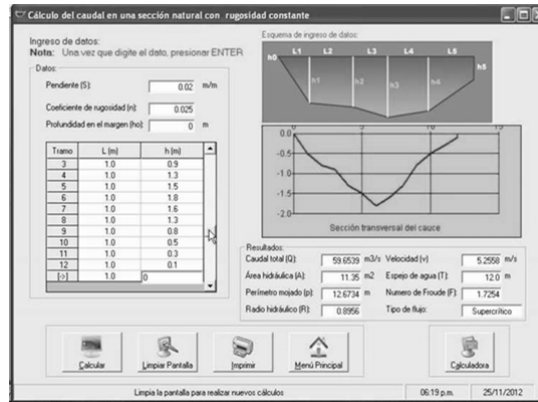 Cálculo del caudal en una sección natural con rugosidad constante
Ingreso de datos:
Nota: Una vez que digite el dato, presionar ENTER
Datos:
Pendiente (S): 0.02 m/m
Coeficiente de rugosidad (n): 0.025
Profundidad en el margen (ho): 0 m
Tramo L (m) h (m)
3 1.0 0.9
4 1.0 1.3
5 1.0 1.5
6 1.0 1.8
7 1.0 1.6
8 1.0 1.3
9 1.0 0.8
10 1.0 0.5
11 1.0 0.3
12 1.0 0.1
[->] 1.0 0
Esquema de ingreso de datos:
h0 L1 L2 L3 L4 L5 h5
h1 h2 h3 h4
0.0 5 10 15
-0.5
-1.0
-1.5
-2.0
Sección transversal del cauce
Resultados:
Caudal total (Q): 59.6539 m3/s Velocidad (v): 5.2558 m/s
Área hidráulica (A): 11.35 m2 Espejo de agua (T): 12.0 m
Perímetro mojado (p): 12.6734 m Numero de Froude (F): 1.7254
Radio hidráulico (R): 0.8956 Tipo de flujo: Supercrítico
Calcular Limpiar Pantalla Imprimir Menú Principal Calculadora
Limpia la pantalla para realizar nuevos cálculos 06:19 p.m. 25/11/2012